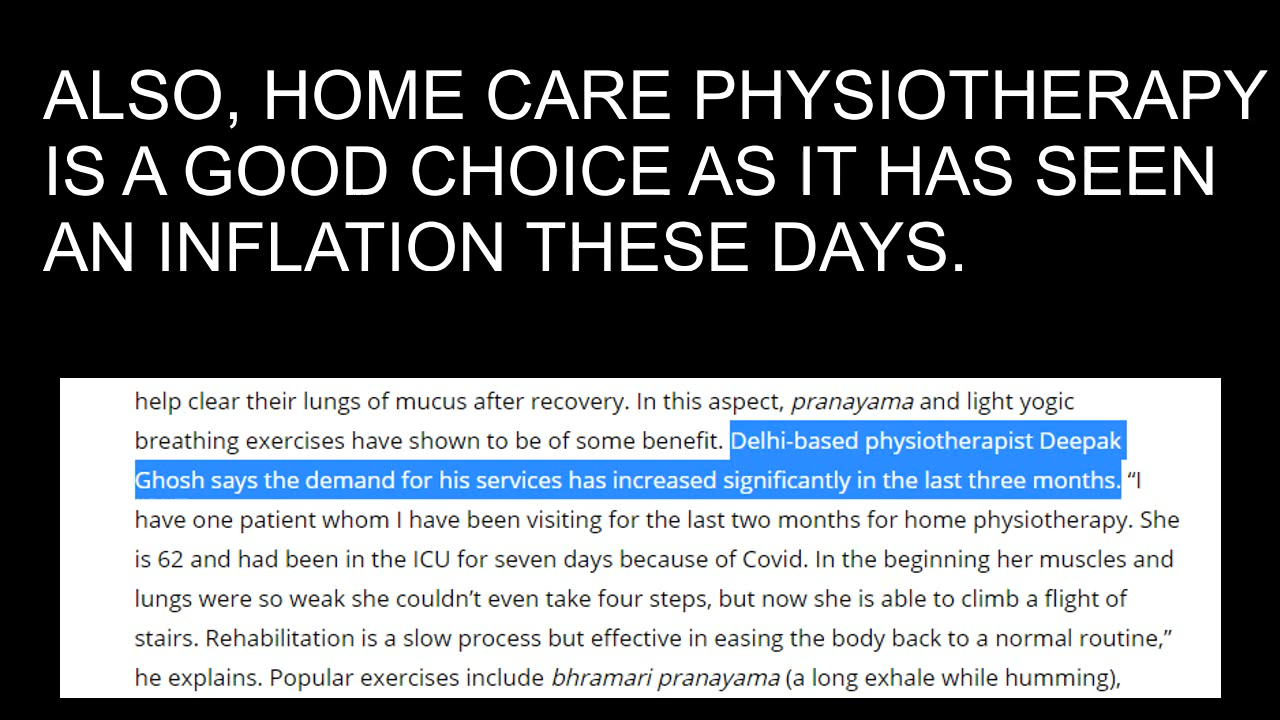 ALSO, HOME CARE PHYSIOTHERAPY
IS A GOOD CHOICE AS IT HAS SEEN
AN INFLATION THESE DAYS.
help clear their lungs of mucus after recovery. In this aspect, pranayama and light yogic
breathing exercises have shown to be of some benefit. Delhi-based physiotherapist Deepak
Ghosh says the demand for his services has increased significantly in the last three months. “I
have one patient whom I have been visiting for the last two months for home physiotherapy. She
is 62 and had been in the ICU for seven days because of Covid. In the beginning her muscles and
lungs were so weak she couldn’t even take four steps, but now she is able to climb a flight of
stairs. Rehabilitation is a slow process but effective in easing the body back to a normal routine,”
he explains. Popular exercises include bhramari pranayama (a long exhale while humming),